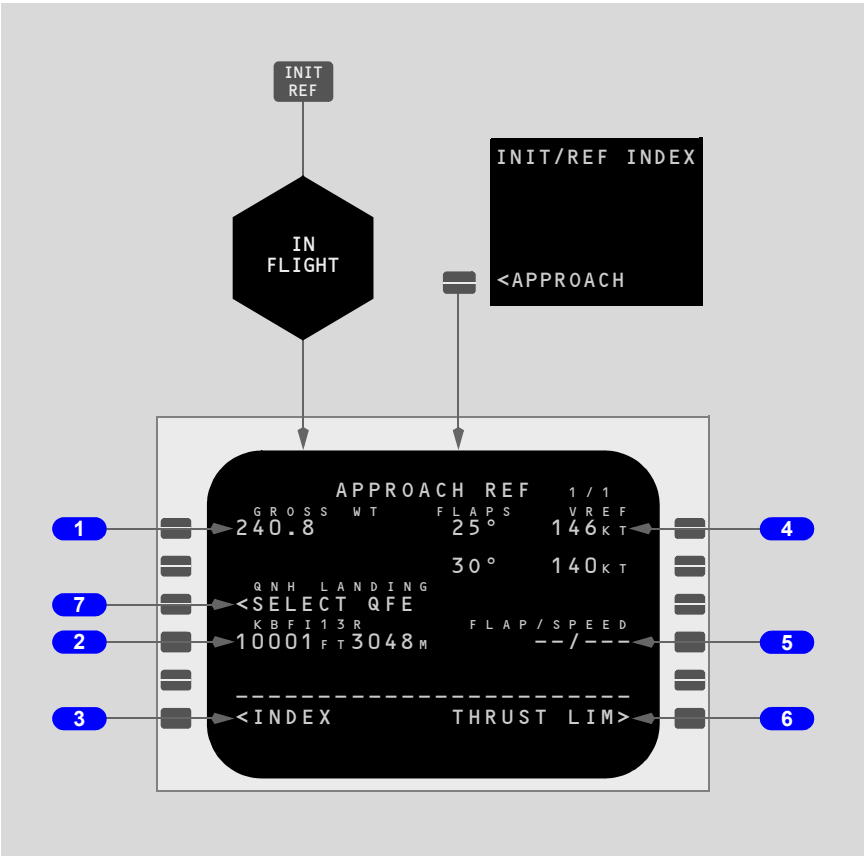 INIT
REF
INIT/REF INDEX
IN
FLIGHT
<APPROACH
APPROACH REF 1/1
GROSS WT FLAPS VREF
1 240.8 25° 146KT 4
30° 140KT
QNH LANDING
7 <SELECT QFE
KBFI13R FLAP/SPEED
2 10001FT3048M --/--- 5
--------------------------
3 <INDEX THRUST LIM> 6